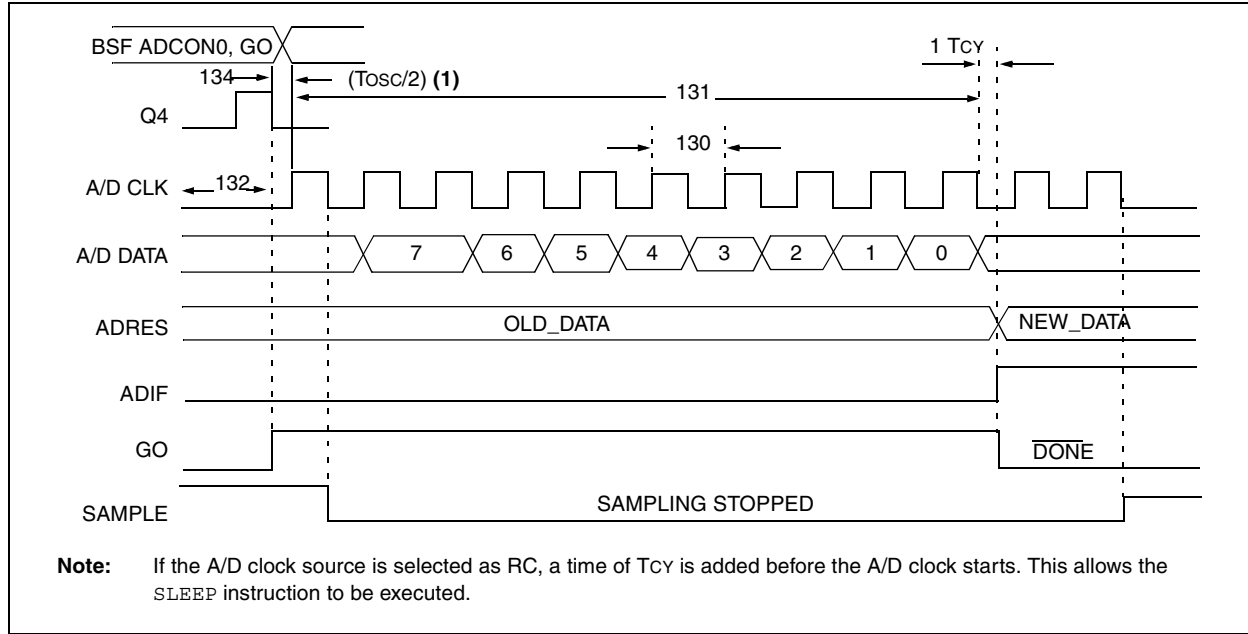 BSF ADCON0, GO
1 TCY
134
(TOSC/2) (1)
131
Q4
130
A/D CLK
132
A/D DATA
7
6
5
4
3
2
1
0
ADRES
OLD_DATA
NEW_DATA
ADIF
GO
DONE
SAMPLE
SAMPLING STOPPED
Note: If the A/D clock source is selected as RC, a time of TCY is added before the A/D clock starts. This allows the
SLEEP instruction to be executed.